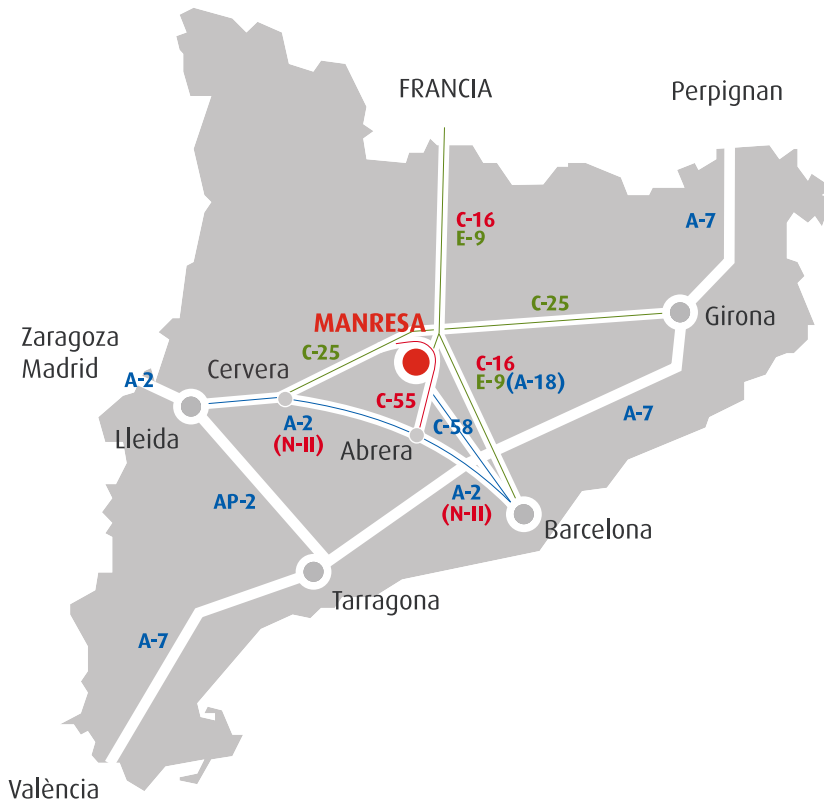 FRANCIA
Perpignan
C-16
E-9
A-7
C-25
Girona
MANRESA
Zaragoza
Madrid
C-25
Cervera
C-16
E-9(A-18)
A-2
C-55
A-7
Lleida
A-2
(N-II)
C-58
Abrera
AP-2
A-2
(N-II)
Barcelona
Tarragona
A-7
València